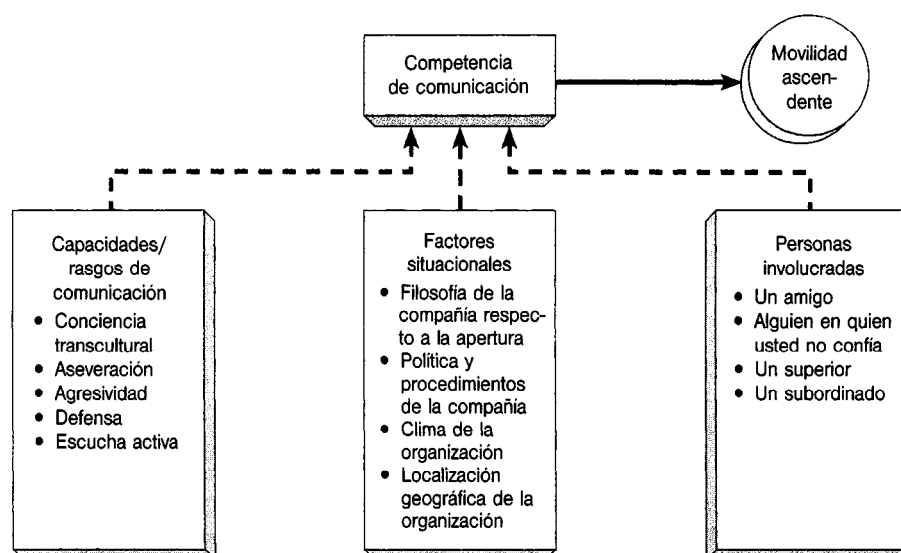 Competencia
de comunicación
Movilidad
ascen-
dente
Capacidades/
rasgos de
comunicación
• Conciencia
transcultural
• Aseveración
• Agresividad
• Defensa
• Escucha activa
Factores
situacionales
• Filosofía de la
compañía respec-
to a la apertura
• Política y
procedimientos
de la compañía
• Clima de la
organización
• Localización
geográfica de la
organización
Personas
involucradas
• Un amigo
• Alguien en quien
usted no confía
• Un superior
• Un subordinado